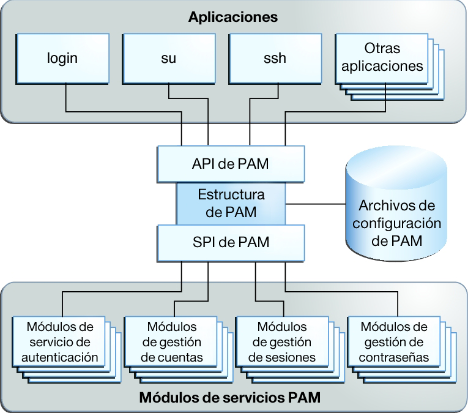 Aplicaciones
login
su
ssh
Otras
aplicaciones
API de PAM
Estructura
de PAM
SPI de PAM
Archivos de
configuración
de PAM
Módulos de
servicio de
autenticación
Módulos
de gestión
de cuentas
Módulos
de gestión
de sesiones
Módulos de
gestión de
contraseñas
Módulos de servicios PAM